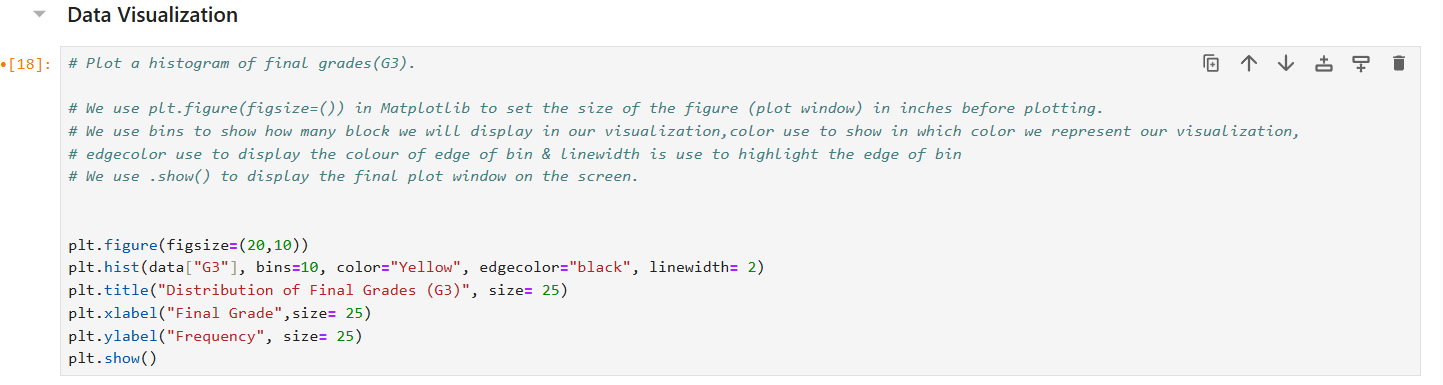 Data Visualization
•[18]:
# Plot a histogram of final grades(G3).
# We use plt.figure(figsize=()) in Matplotlib to set the size of the figure (plot window) in inches before plotting.
# We use bins to show how many block we will display in our visualization,color use to show in which color we represent our visualization,
# edgecolor use to display the colour of edge of bin & linewidth is use to highlight the edge of bin
# We use .show() to display the final plot window on the screen.
plt.figure(figsize=(20,10))
plt.hist(data["G3"], bins=10, color="Yellow", edgecolor="black", linewidth= 2)
plt.title("Distribution of Final Grades (G3)", size= 25)
plt.xlabel("Final Grade",size= 25)
plt.ylabel("Frequency", size= 25)
plt.show()